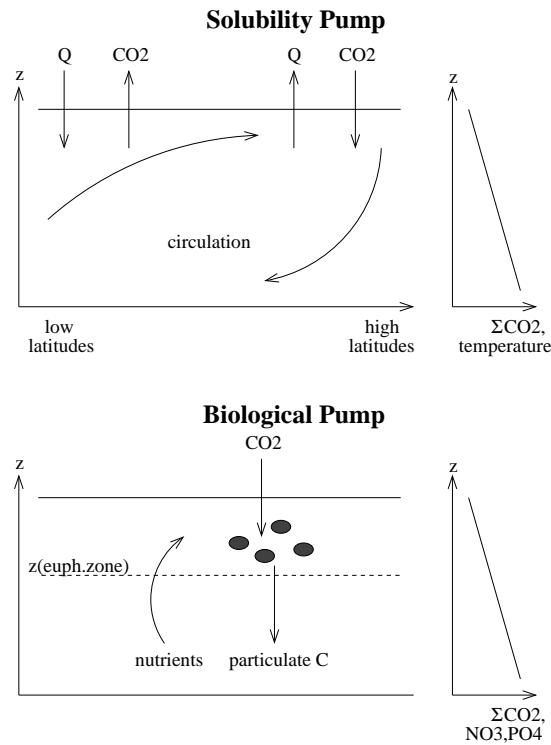 Solubility Pump
Q CO2 Q CO2
z z
circulation
low high
latitudes latitudes
ΣCO2,
temperature
Biological Pump
CO2
z z
z(euph.zone)
nutrients particulate C
ΣCO2,
NO3,PO4